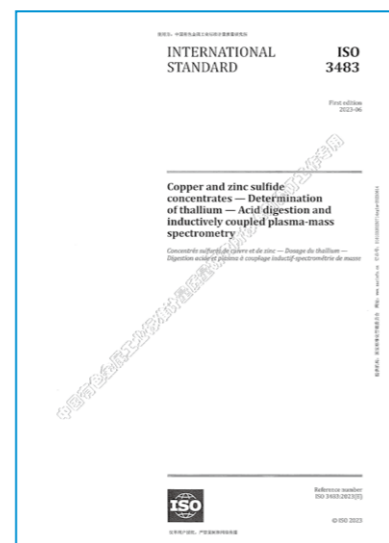 INTERNATIONAL
STANDARD
ISO
3483
First edition
2023-06
Copper and zinc sulfide
concentrates — Determination
of thallium — Acid digestion and
inductively coupled plasma-mass
spectrometry
Concentrés sulfurés de cuivre et de zinc — Dosage du thallium —
Digestion acide et plasma à couplage inductif-spectrométrie de masse
ISO
Reference number
ISO 3483:2023(E)
© ISO 2023